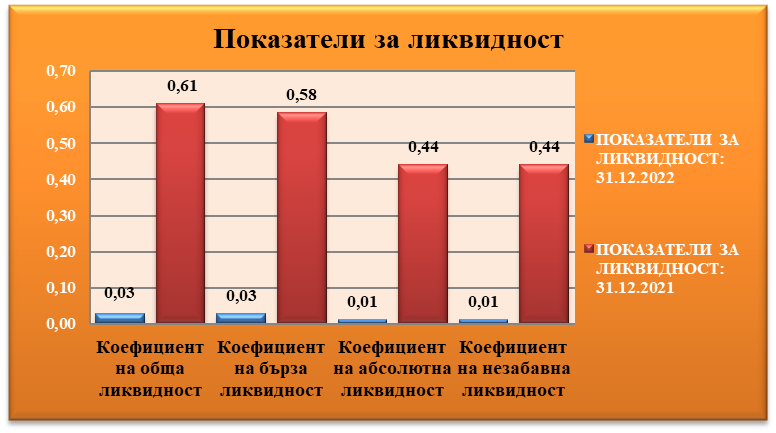 Показатели за ликвидност
0,70
0,60
0,50
0,40
0,30
0,20
0,10
0,00
0,61
0,58
0,44
0,44
0,03
0,03
0,01
0,01
Коефициент
на обща
ликвидност
Коефициент
на бърза
ликвидност
Коефициент
на абсолютна
ликвидност
Коефициент
на незабавна
ликвидност
ПОКАЗАТЕЛИ ЗА
ЛИКВИДНОСТ:
31.12.2022
ПОКАЗАТЕЛИ ЗА
ЛИКВИДНОСТ:
31.12.2021